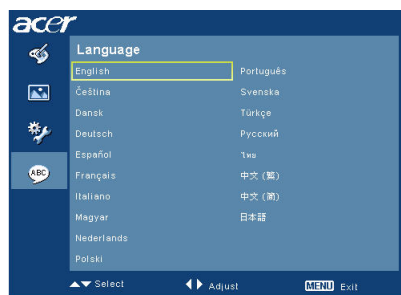 acer
Language
English
Čeština
Dansk
Deutsch
Español
Français
Italiano
Magyar
Nederlands
Polski
Português
Svenska
Türkçe
Русский
ไทย
中文 (繁)
中文 (简)
日本語
ABC
Select
Adjust
MENU Exit